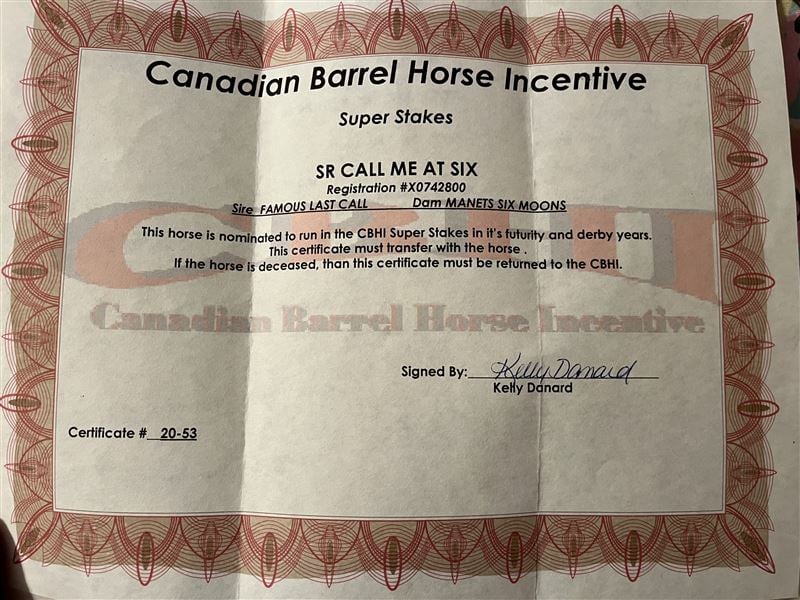 Canadian Barrel Horse Incentive
Super Stakes
SR CALL ME AT SIX
Registration #X0742800
Sire FAMOUS LAST CALL Dam MANETS SIX MOONS
CBHI
This horse is nominated to run in the CBHI Super Stakes in it's futurity and derby years.
This certificate must transfer with the horse .
If the horse is deceased, than this certificate must be returned to the CBHI.
Canadian Barrel Horse Incentive
Signed By: Kelly Danard
Kelly Danard
Certificate # 20-53